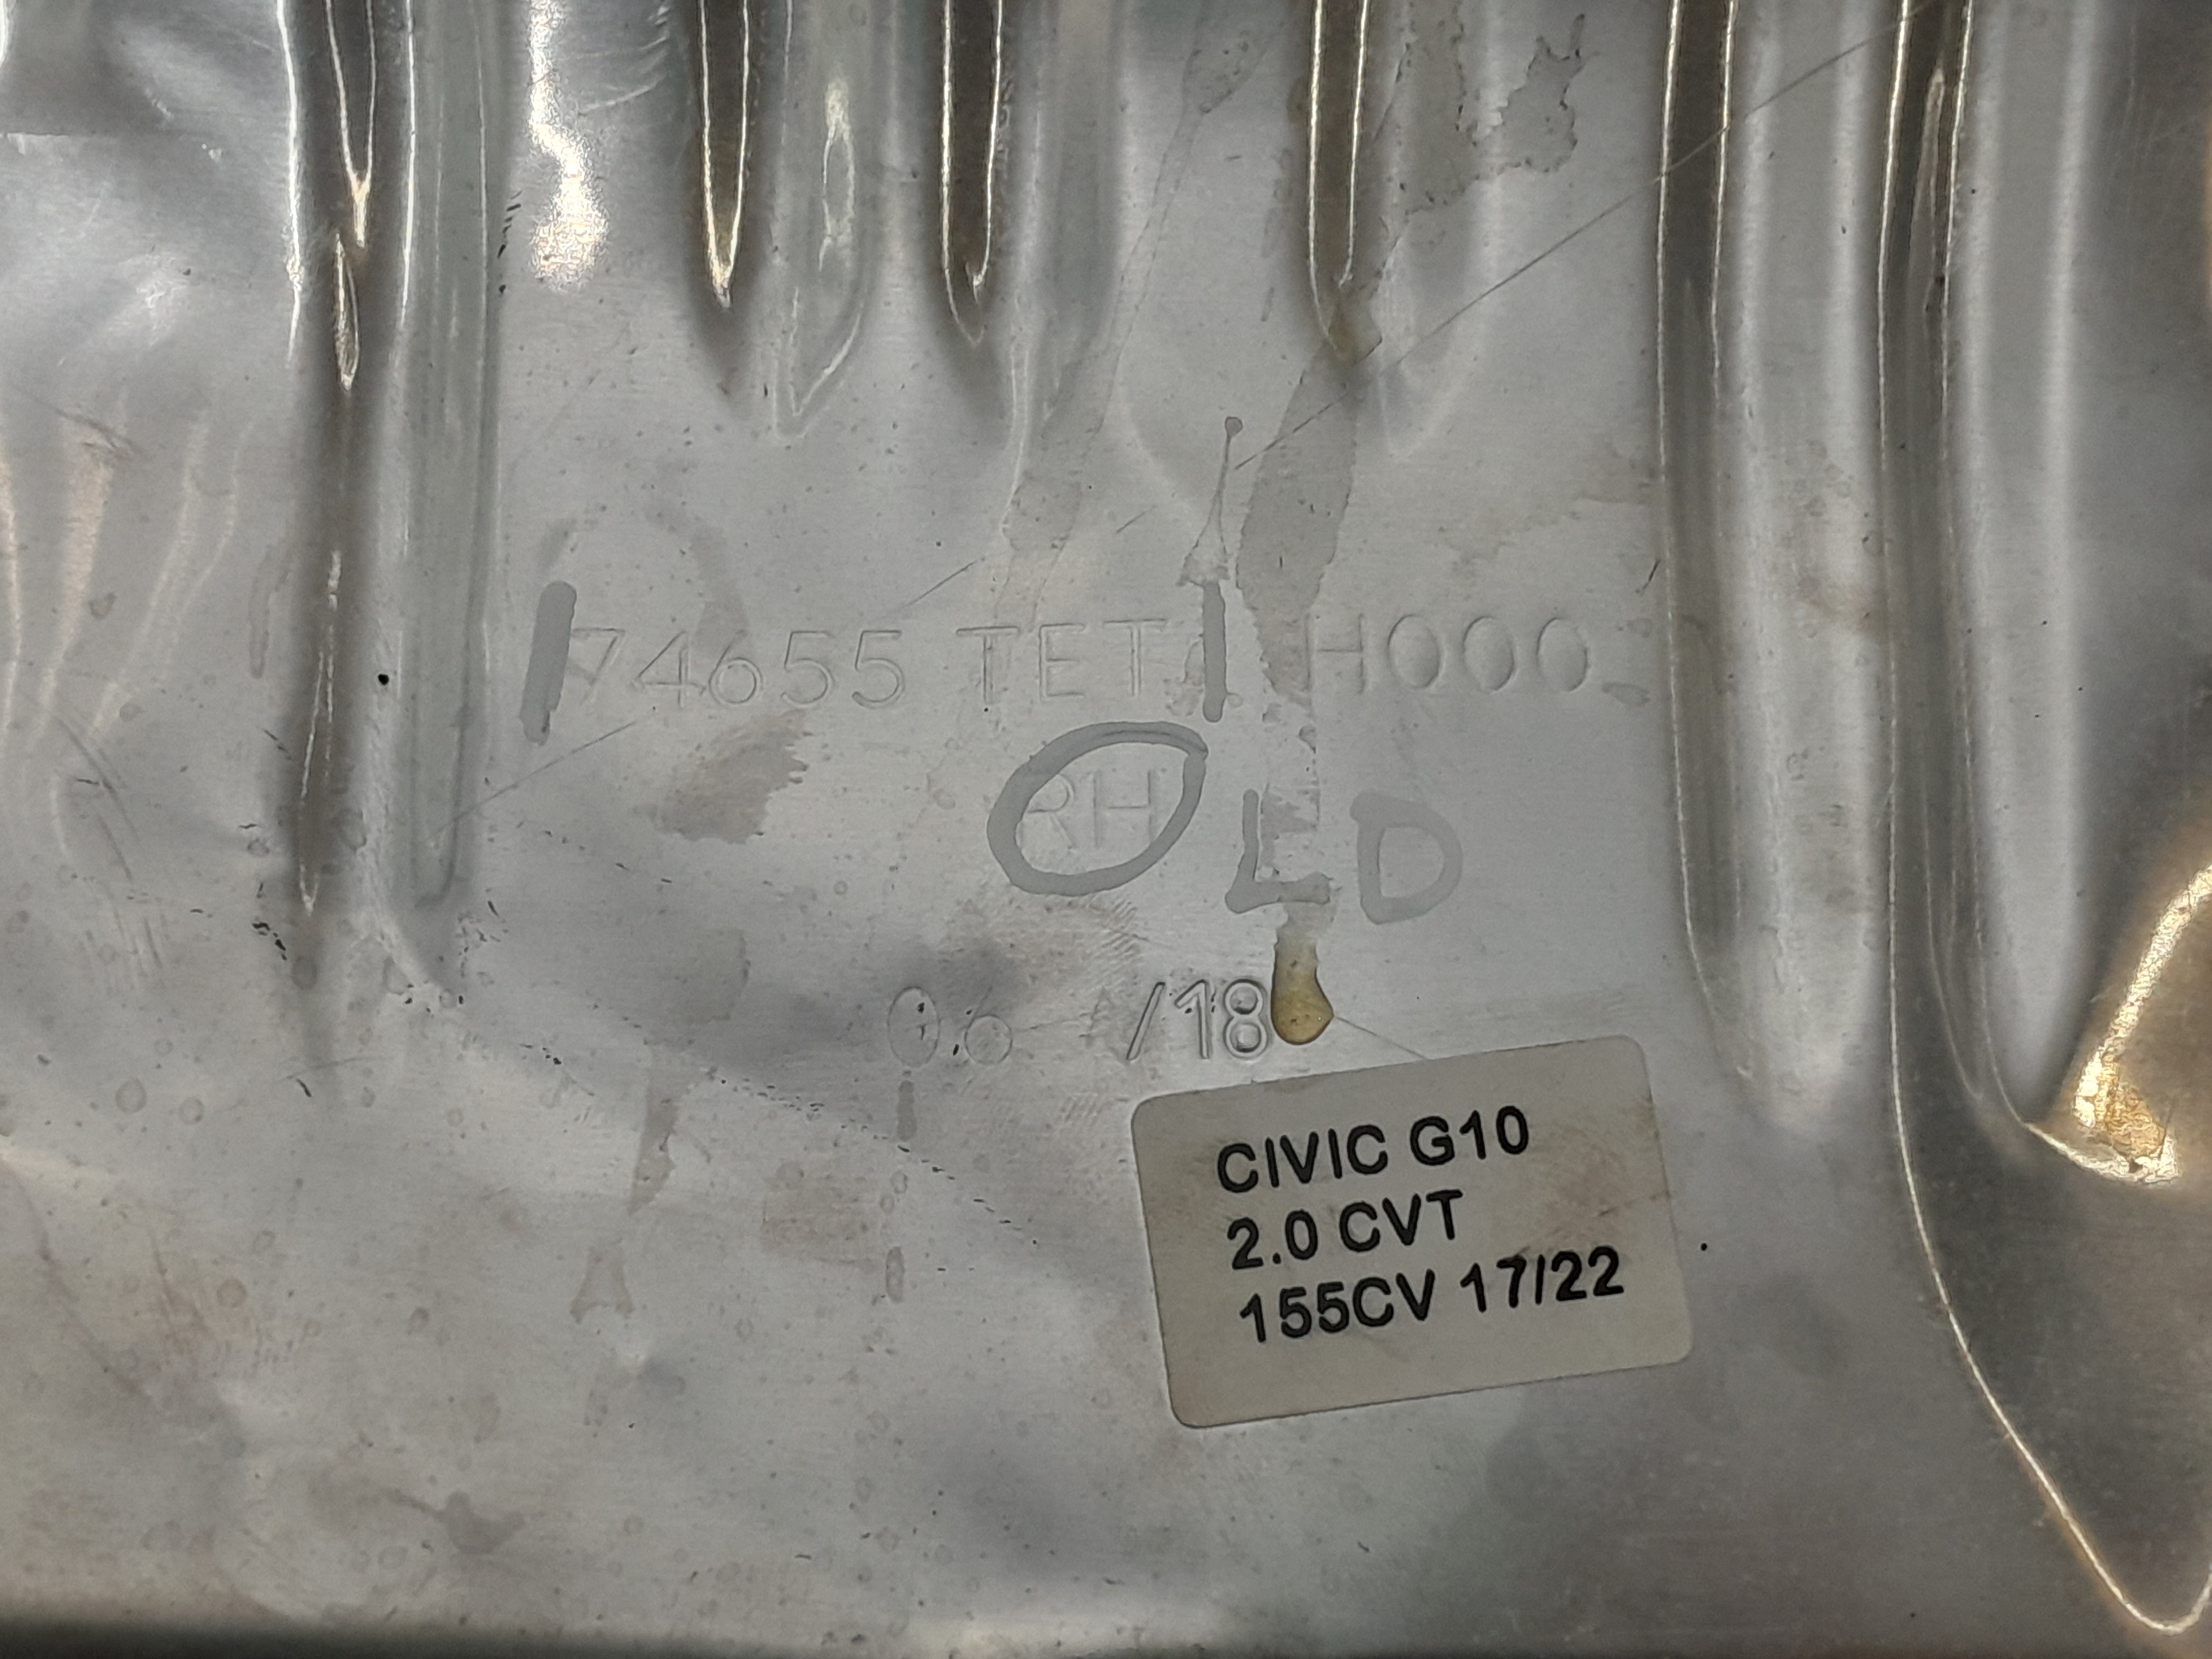 74655 TET H000
RH
LD
06 /18
CIVIC G10
2.0 CVT
155CV 17/22